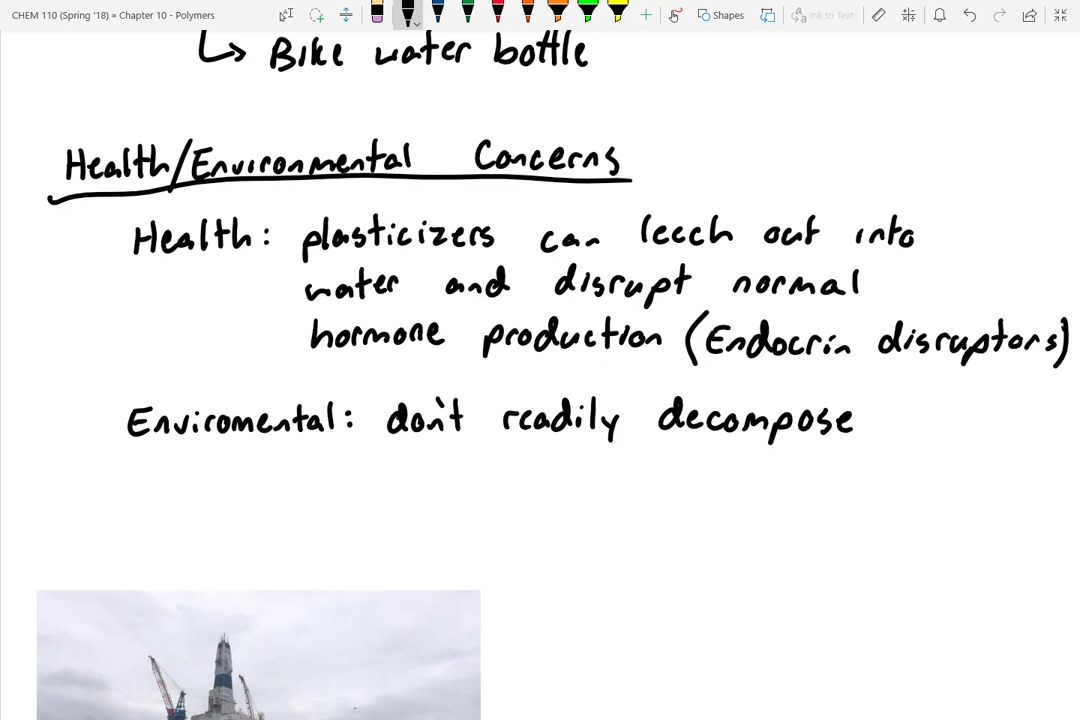 CHEM 110 (Spring '18) » Chapter 10 - Polymers
Shapes
Ink to Text
↳ Bike water bottle
Health/Environmental Concerns
Health: plasticizers can leech out into
water and disrupt normal
hormone production (Endocrin disruptors)
Enviromental: don't readily decompose